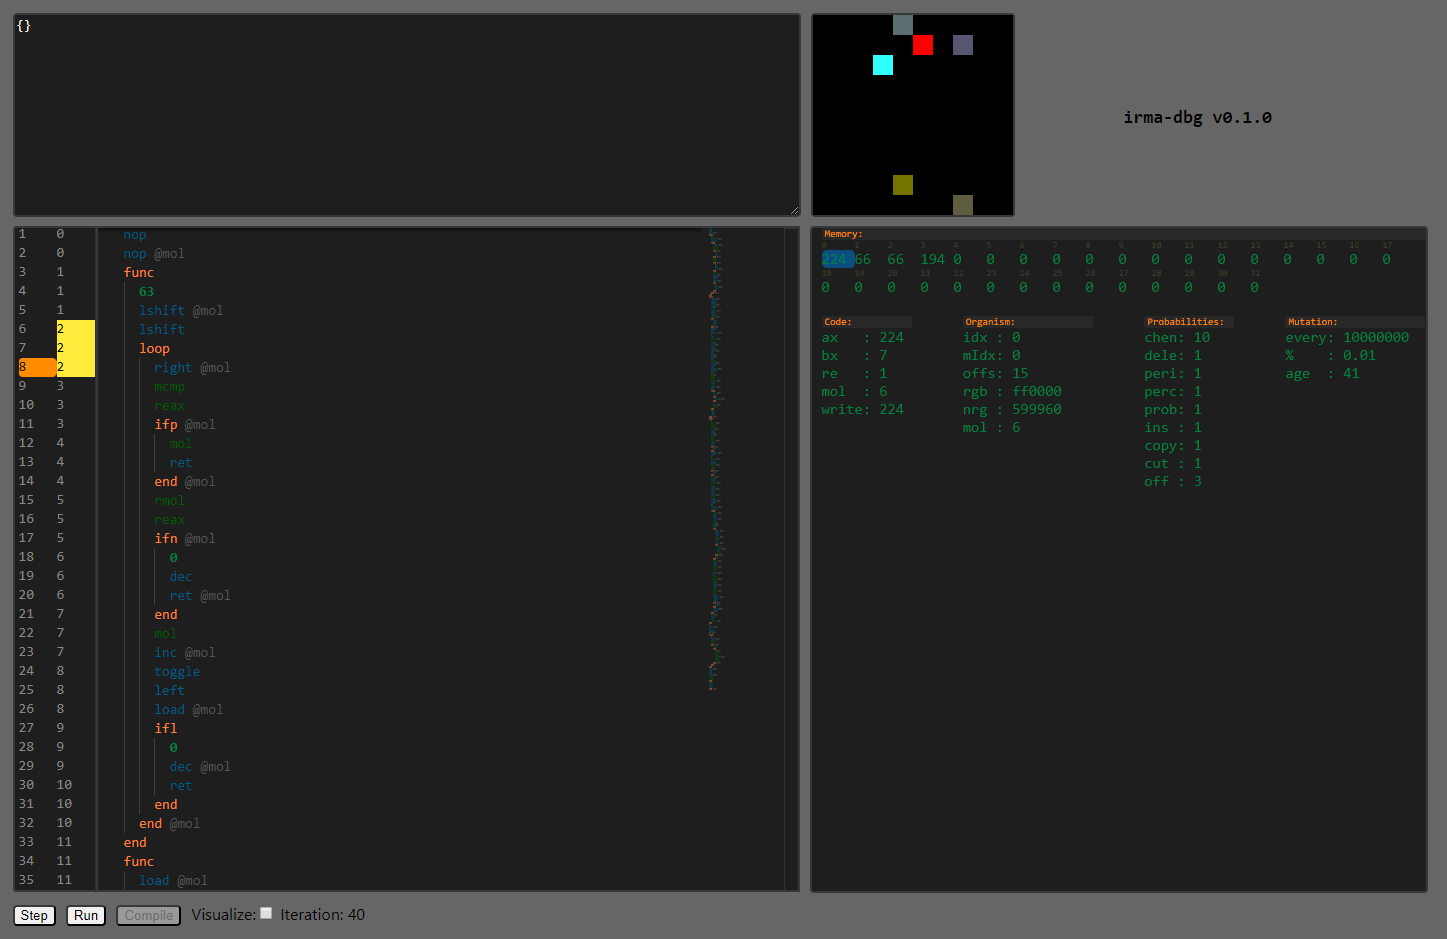 {}
irma-dbg v0.1.0
1 0 nop
2 0 nop @mol
3 1 func
4 1 63
5 1 lshift @mol
6 2 lshift
7 2 loop
8 2 right @mol
9 3 mcmp
10 3 reax
11 3 ifp @mol
12 4 mol
13 4 ret
14 4 end @mol
15 5 rmol
16 5 reax
17 5 ifn @mol
18 6 0
19 6 dec
20 6 ret @mol
21 7 end
22 7 mol
23 7 inc @mol
24 8 toggle
25 8 left
26 8 load @mol
27 9 ifl
28 9 0
29 9 dec @mol
30 10 ret
31 10 end
32 10 end @mol
33 11 end
34 11 func
35 11 load @mol
Memory:
0 1 2 3 4 5 6 7 8 9 10 11 12 13 14 15 16 17
224 66 66 194 0 0 0 0 0 0 0 0 0 0 0 0 0 0
18 19 20 21 22 23 24 25 26 27 28 29 30 31
0 0 0 0 0 0 0 0 0 0 0 0 0 0
Code:
ax : 224
bx : 7
re : 1
mol : 6
write: 224
Organism:
idx : 0
mIdx: 0
offs: 15
rgb : ff0000
nrg : 599960
mol : 6
Probabilities:
chen: 10
dele: 1
peri: 1
perc: 1
prob: 1
ins : 1
copy: 1
cut : 1
off : 3
Mutation:
every: 10000000
% : 0.01
age : 41
Step Run Compile Visualize: Iteration: 40